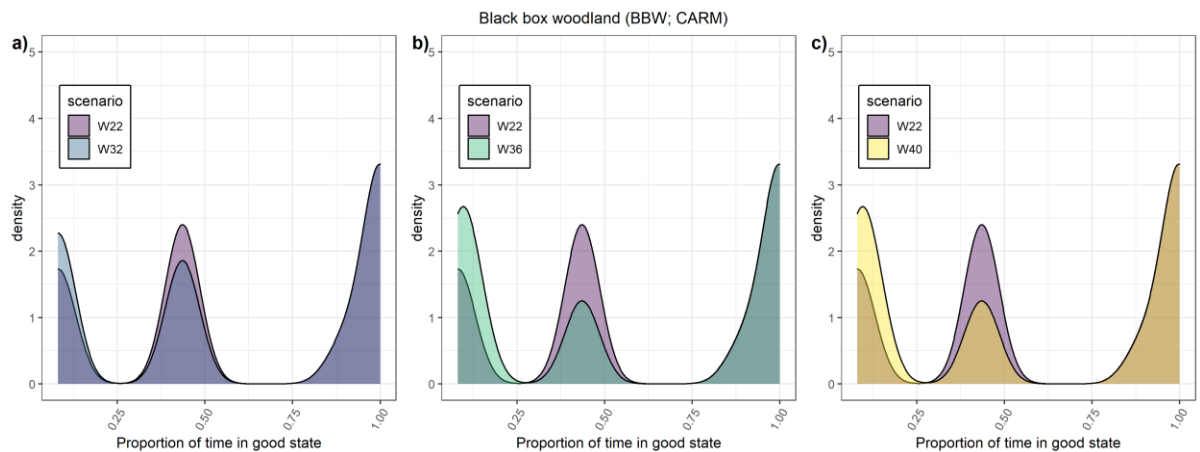 Black box woodland (BBW; CARM)
a)
5
4
3
2
1
0
density
scenario
W22
W32
0.25
0.50
0.75
1.00
Proportion of time in good state
b)
5
4
3
2
1
0
density
scenario
W22
W36
0.25
0.50
0.75
1.00
Proportion of time in good state
c)
5
4
3
2
1
0
density
scenario
W22
W40
0.25
0.50
0.75
1.00
Proportion of time in good state